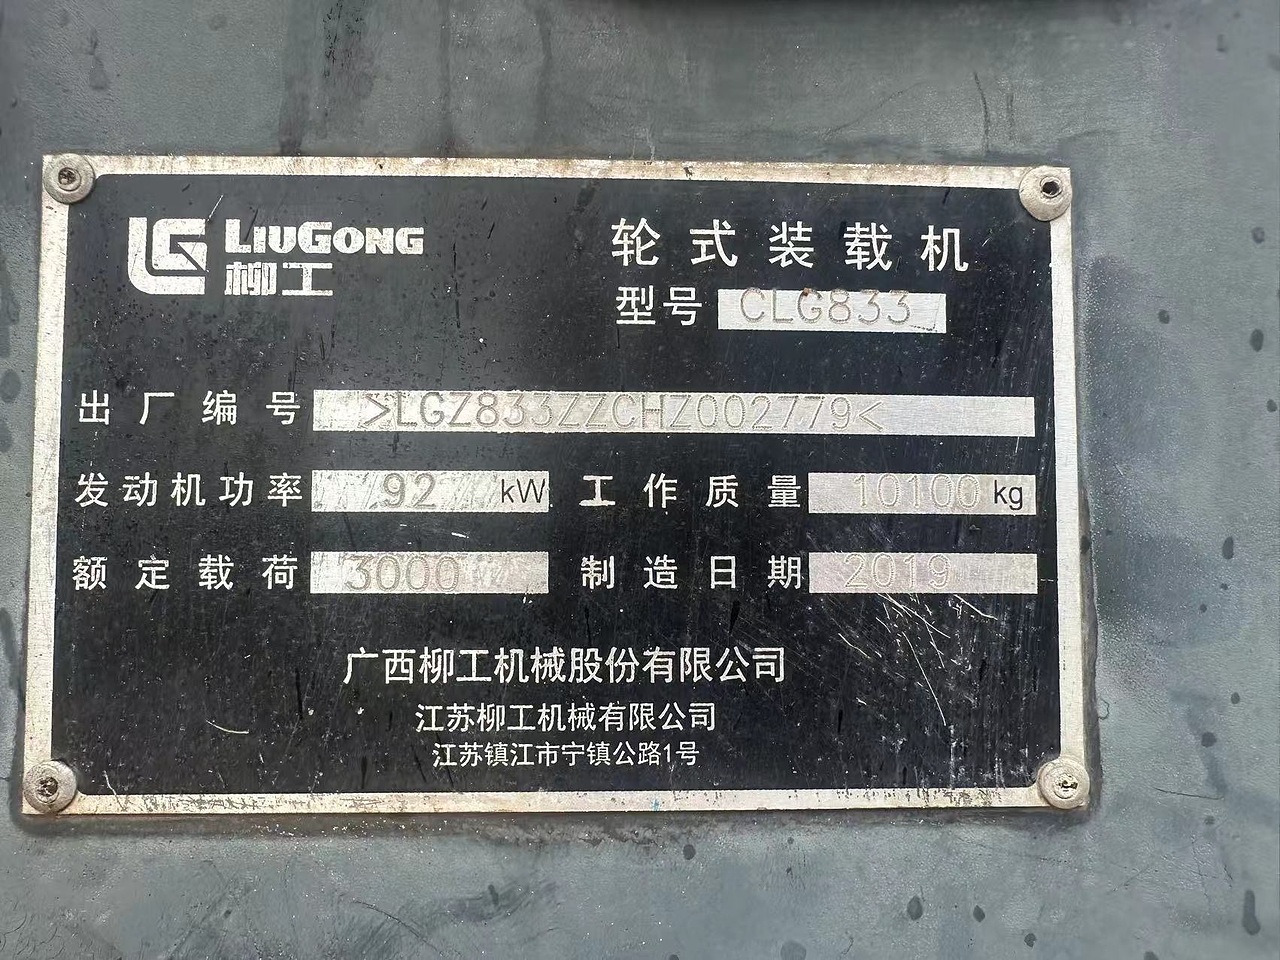 LG LIUGONG
柳工
轮式装载机
型号 CLG833
出厂编号 >LGZ833ZZCHZ002779<
发动机功率 92 kW 工作质量 10100 kg
额定载荷 3000 制造日期 2019
广西柳工机械股份有限公司
江苏柳工机械有限公司
江苏镇江市宁镇公路1号